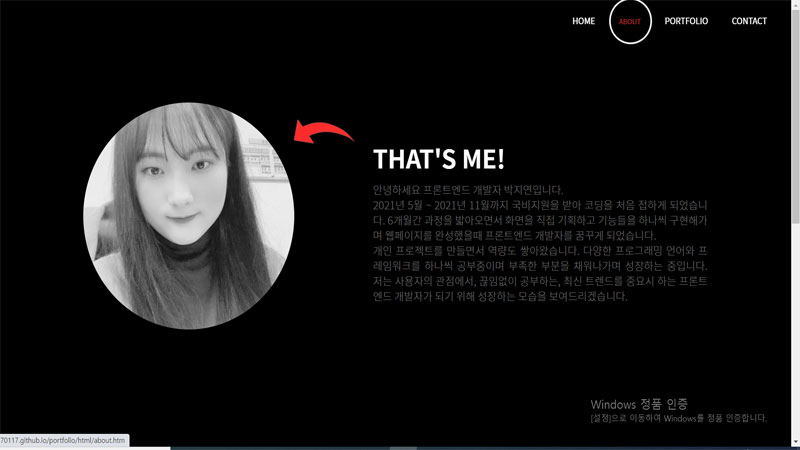 HOME ABOUT PORTFOLIO CONTACT
THAT'S ME!
안녕하세요 프론트엔드 개발자 박지연입니다.
2021년 5월 ~ 2021년 11월까지 국비지원을 받아 코딩을 처음 접하게 되었습니
다. 6개월간 과정을 밟아오면서 화면을 직접 기획하고 기능들을 하나씩 구현해가
며 웹페이지를 완성했을때 프론트엔드 개발자를 꿈꾸게 되었습니다.
개인 프로젝트를 만들면서 역량도 쌓아왔습니다. 다양한 프로그래밍 언어와 프
레임워크를 하나씩 공부중이며 부족한 부분을 채워나가며 성장하는 중입니다.
저는 사용자의 관점에서, 끊임없이 공부하는, 최신 트렌드를 중요시 하는 프론트
엔드 개발자가 되기 위해 성장하는 모습을 보여드리겠습니다.
Windows 정품 인증
[설정]으로 이동하여 Windows를 정품 인증합니다.
70117.github.io/portfolio/html/about.htm